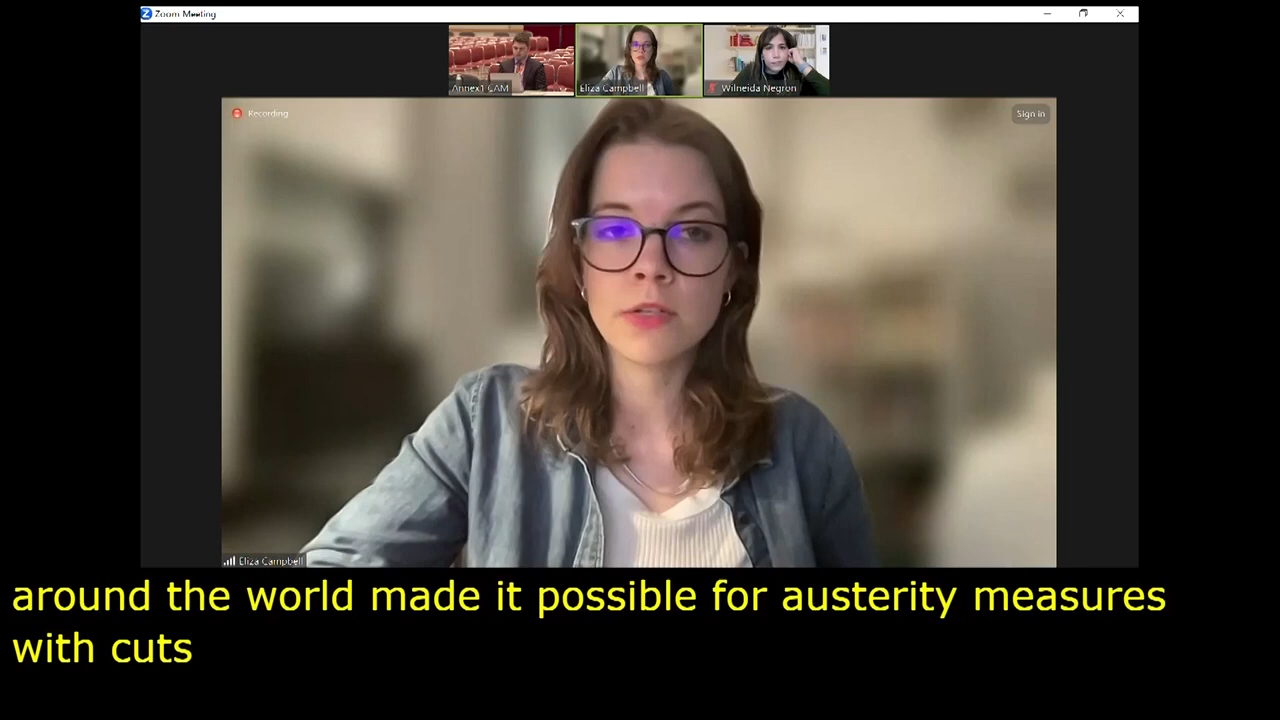 Zoom Meeting
Annex1 CAM
Eliza Campbell
Wilneida Negron
Recording
Sign in
Eliza Campbell
around the world made it possible for austerity measures
with cuts